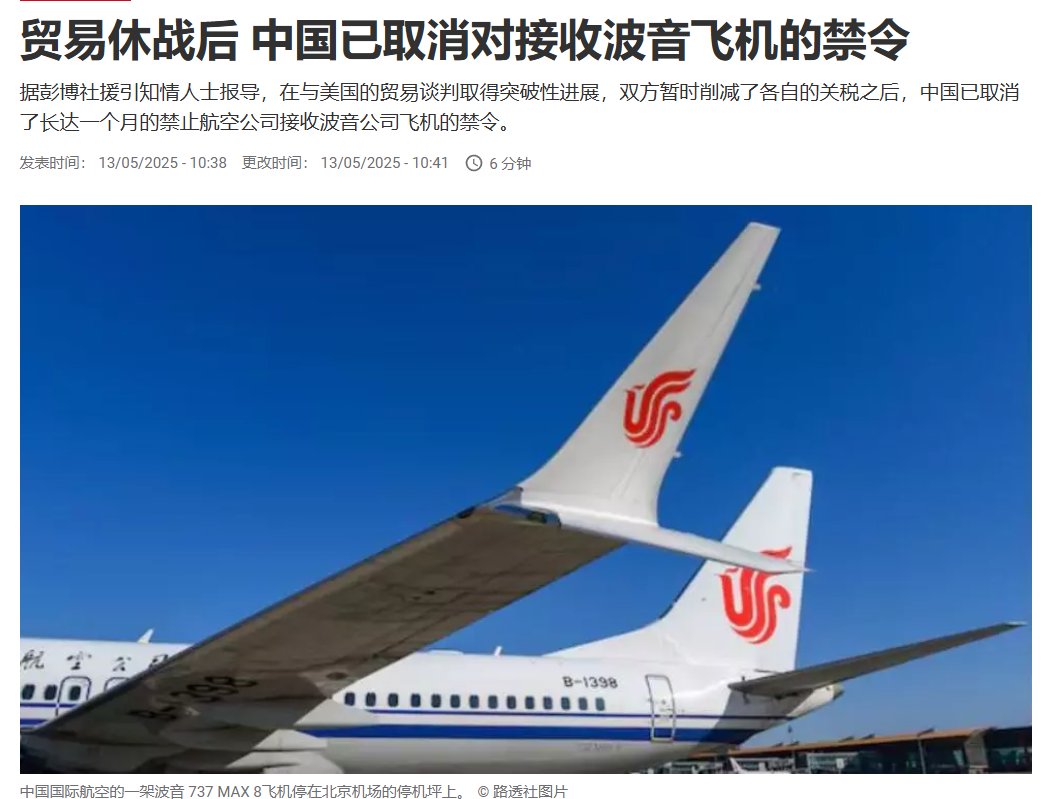 贸易休战后 中国已取消对接收波音飞机的禁令
据彭博社援引知情人士报导，在与美国的贸易谈判取得突破性进展，双方暂时削减了各自的关税之后，中国已取消
了长达一个月的禁止航空公司接收波音公司飞机的禁令。
发表时间： 13/05/2025 - 10:38 更改时间： 13/05/2025 - 10:41 6 分钟
航空公司
B-1398
B-1398
中国国际航空的一架波音 737 MAX 8飞机停在北京机场的停机坪上。 © 路透社图片